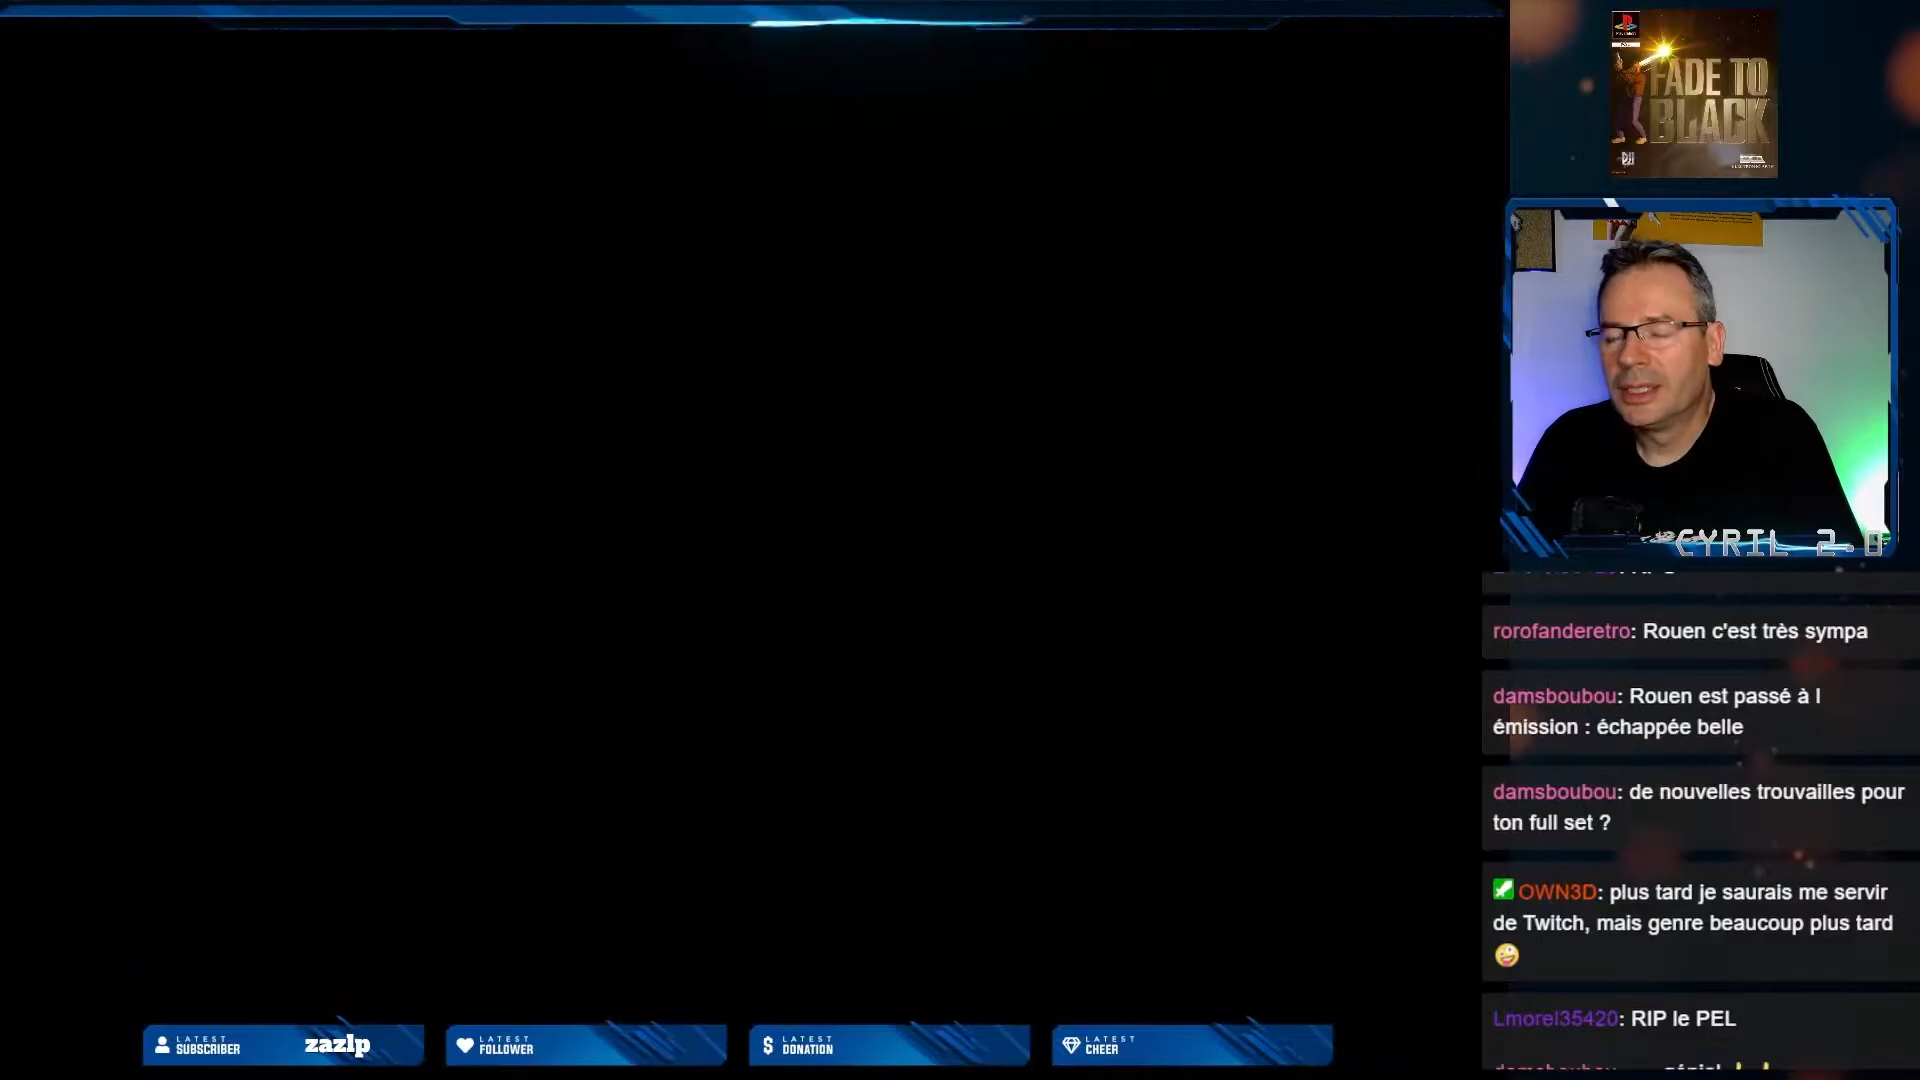 FADE TO
BLACK
CYRIL 2.0
rorofanderetro: Rouen c'est très sympa
damsboubou: Rouen est passé à l
émission : échappée belle
damsboubou: de nouvelles trouvailles pour
ton full set ?
OWN3D: plus tard je saurais me servir
de Twitch, mais genre beaucoup plus tard
Lmorel35420: RIP le PEL
LATEST
SUBSCRIBER
zazlp
LATEST
FOLLOWER
LATEST
DONATION
LATEST
CHEER